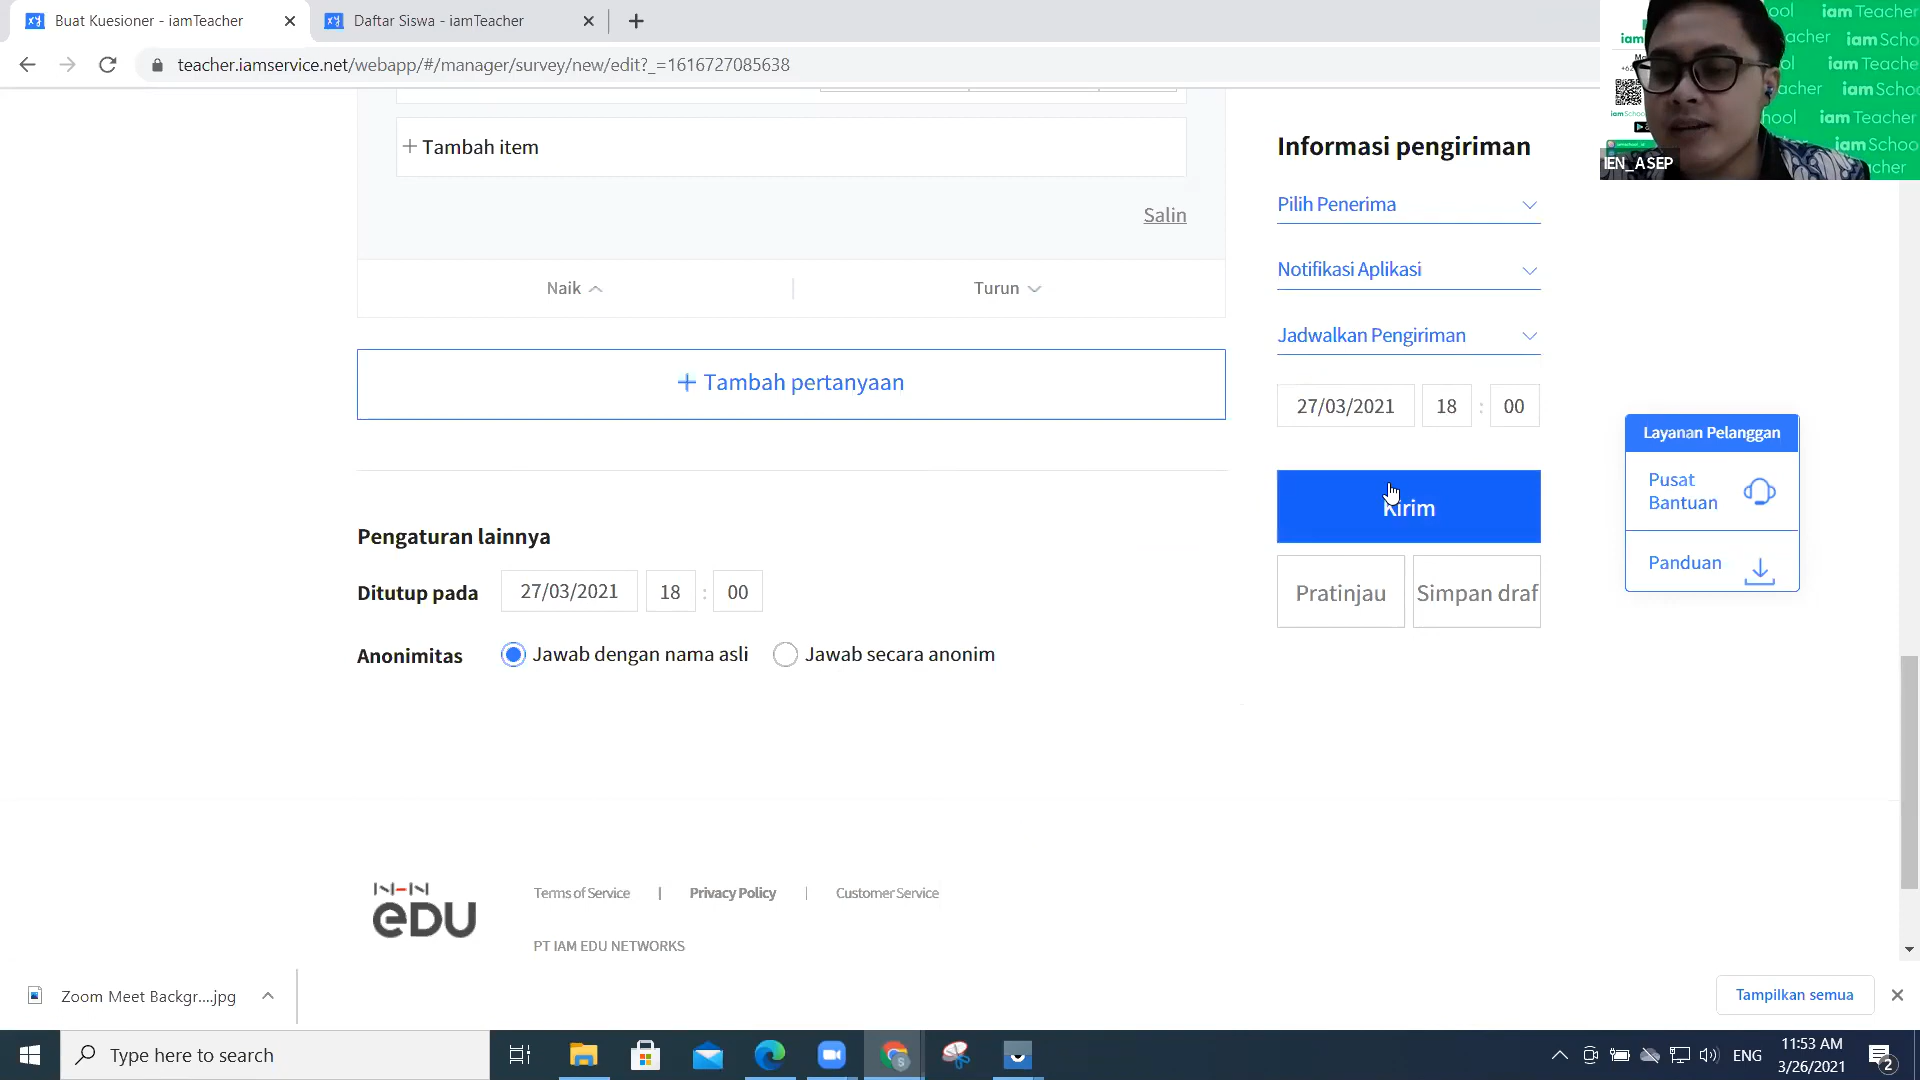 Buat Kuesioner - iamTeacher
Daftar Siswa - iamTeacher
teacher.iamservice.net/webapp/#/manager/survey/new/edit?_=1616727085638
iam Teacher
iam School
IEN_ASEP
Tambah item
Salin
Naik
Turun
+ Tambah pertanyaan
Informasi pengiriman
Pilih Penerima
Notifikasi Aplikasi
Jadwalkan Pengiriman
27/03/2021 18 : 00
Kirim
Pratinjau
Simpan draf
Layanan Pelanggan
Pusat
Bantuan
Panduan
Pengaturan lainnya
Ditutup pada 27/03/2021 18 : 00
Anonimitas Jawab dengan nama asli Jawab secara anonim
eDU
Terms of Service | Privacy Policy | Customer Service
PT IAM EDU NETWORKS
Zoom Meet Backgr....jpg
Tampilkan semua
Type here to search
ENG
11:53 AM
3/26/2021
2